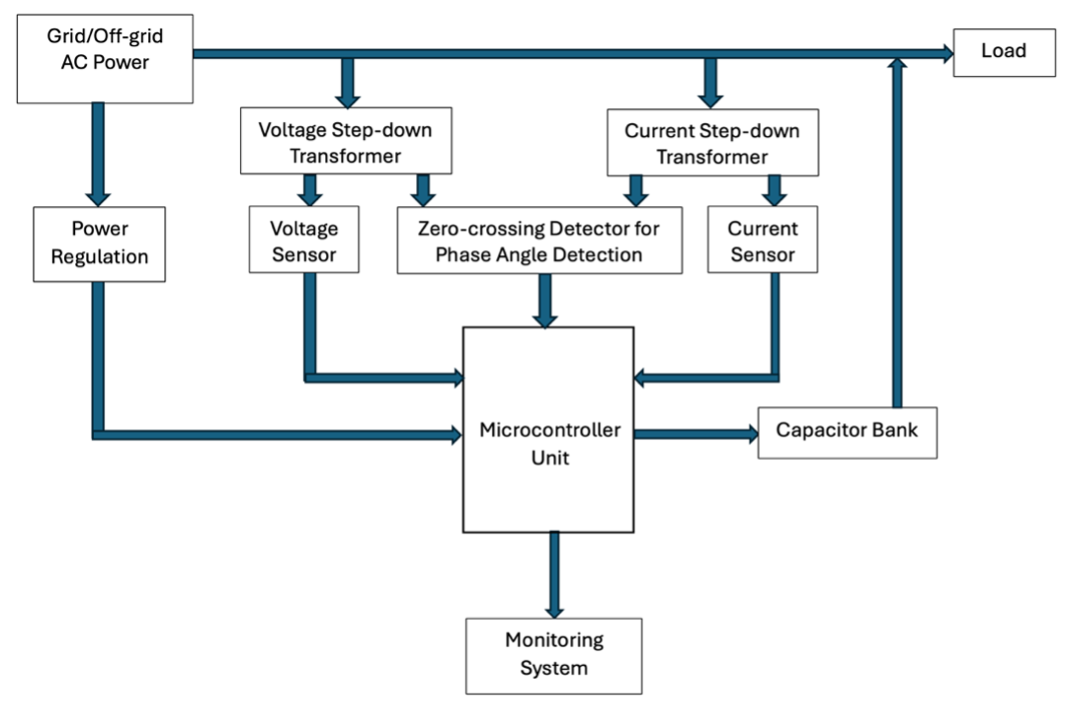 Grid/Off-grid
AC Power
Load
Voltage Step-down
Transformer
Current Step-down
Transformer
Power
Regulation
Voltage
Sensor
Zero-crossing Detector for
Phase Angle Detection
Current
Sensor
Microcontroller
Unit
Capacitor Bank
Monitoring
System